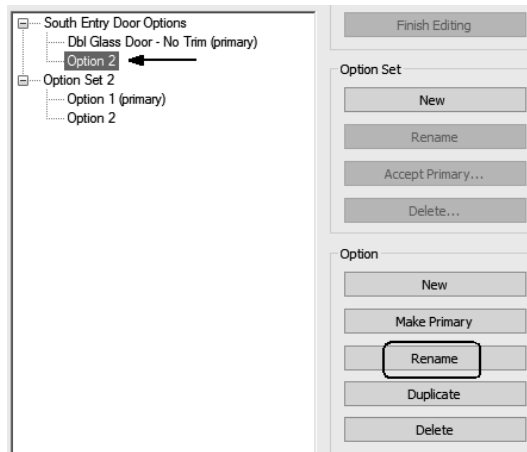 South Entry Door Options
Dbl Glass Door - No Trim (primary)
Option 2
Option Set 2
Option 1 (primary)
Option 2
Finish Editing
Option Set
New
Rename
Accept Primary...
Delete...
Option
New
Make Primary
Rename
Duplicate
Delete